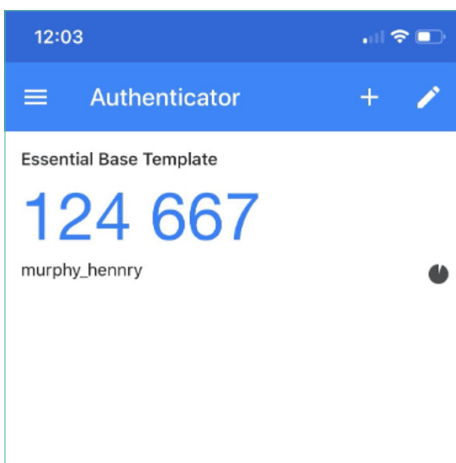 12:03
Authenticator
Essential Base Template
124 667
murphy_hennry